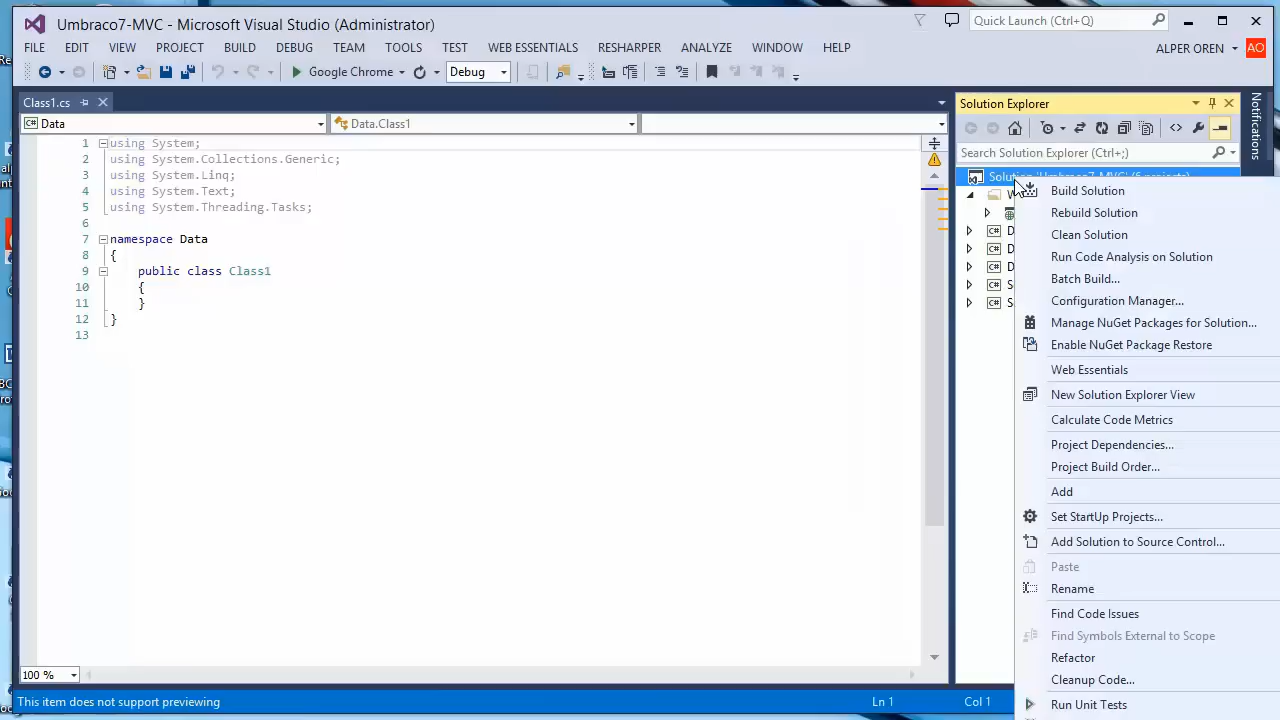 Umbraco7-MVC - Microsoft Visual Studio (Administrator)
Quick Launch (Ctrl+Q)
FILE EDIT VIEW PROJECT BUILD DEBUG TEAM TOOLS TEST WEB ESSENTIALS RESHARPER ANALYZE WINDOW HELP
ALPER OREN AO
Google Chrome Debug
Class1.cs
Solution Explorer
Notifications
Data
Data.Class1
Search Solution Explorer (Ctrl+;)
1 using System;
2 using System.Collections.Generic;
3 using System.Linq;
4 using System.Text;
5 using System.Threading.Tasks;
6
7 namespace Data
8 {
9 public class Class1
10 {
11 }
12 }
13
Solution 'Umbraco7-MVC' (6 projects)
W
D
D
D
S
S
Build Solution
Rebuild Solution
Clean Solution
Run Code Analysis on Solution
Batch Build...
Configuration Manager...
Manage NuGet Packages for Solution...
Enable NuGet Package Restore
Web Essentials
New Solution Explorer View
Calculate Code Metrics
Project Dependencies...
Project Build Order...
Add
Set StartUp Projects...
Add Solution to Source Control...
Paste
Rename
Find Code Issues
Find Symbols External to Scope
Refactor
Cleanup Code...
Run Unit Tests
100 %
This item does not support previewing
Ln 1
Col 1